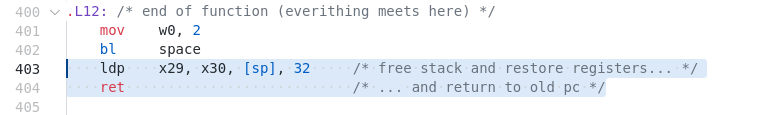 400 .L12: /* end of function (everithing meets here) */
401 mov w0, 2
402 bl space
403 ldp x29, x30, [sp], 32 /* free stack and restore registers... */
404 ret /* ... and return to old pc */
405